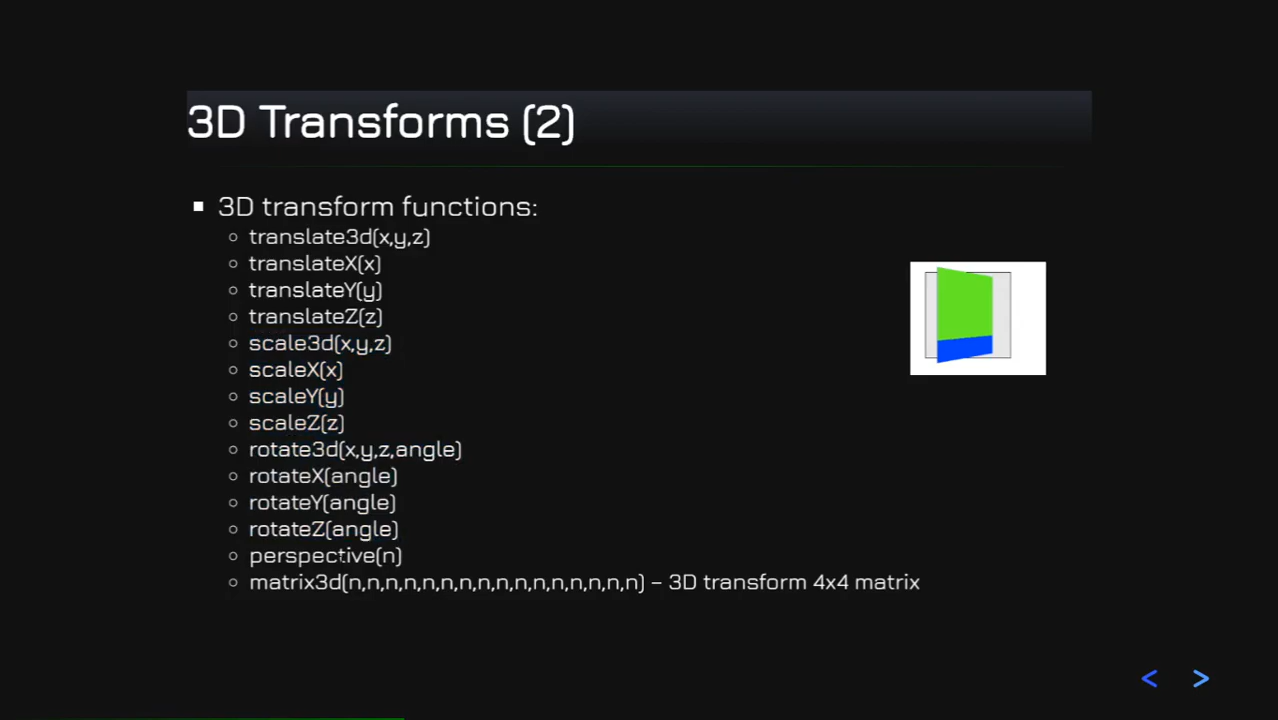 3D Transforms (2)
3D transform functions:
translate3d(x,y,z)
translateX(x)
translateY(y)
translateZ(z)
scale3d(x,y,z)
scaleX(x)
scaleY(y)
scaleZ(z)
rotate3d(x,y,z,angle)
rotateX(angle)
rotateY(angle)
rotateZ(angle)
perspective(n)
matrix3d(n,n,n,n,n,n,n,n,n,n,n,n,n,n,n,n) – 3D transform 4x4 matrix
< >